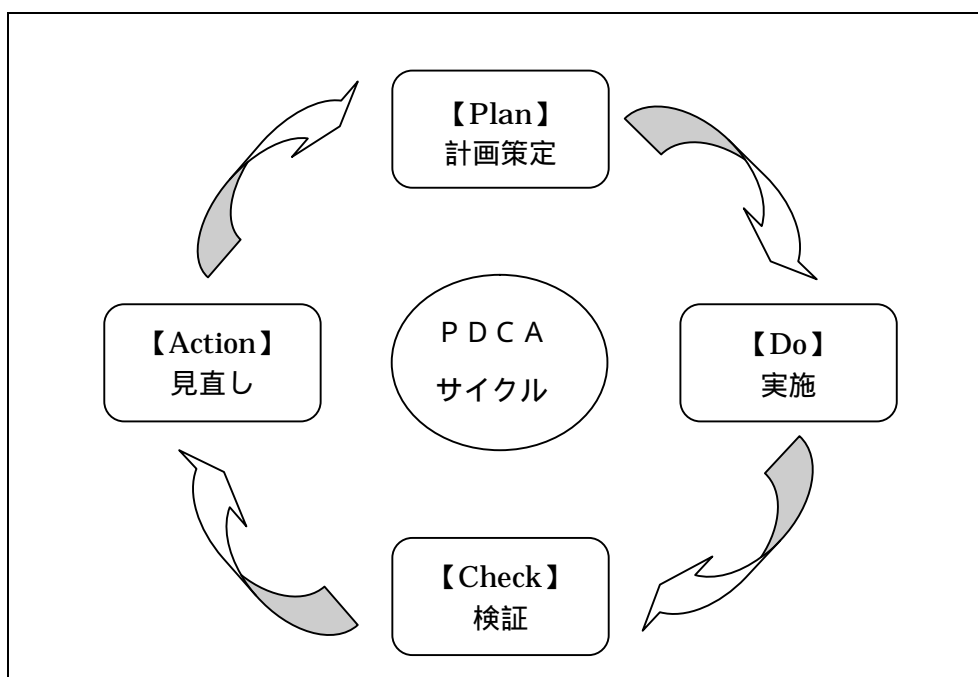 【Plan】
計画策定
【Action】
見直し
ＰＤＣＡ
サイクル
【Do】
実施
【Check】
検証